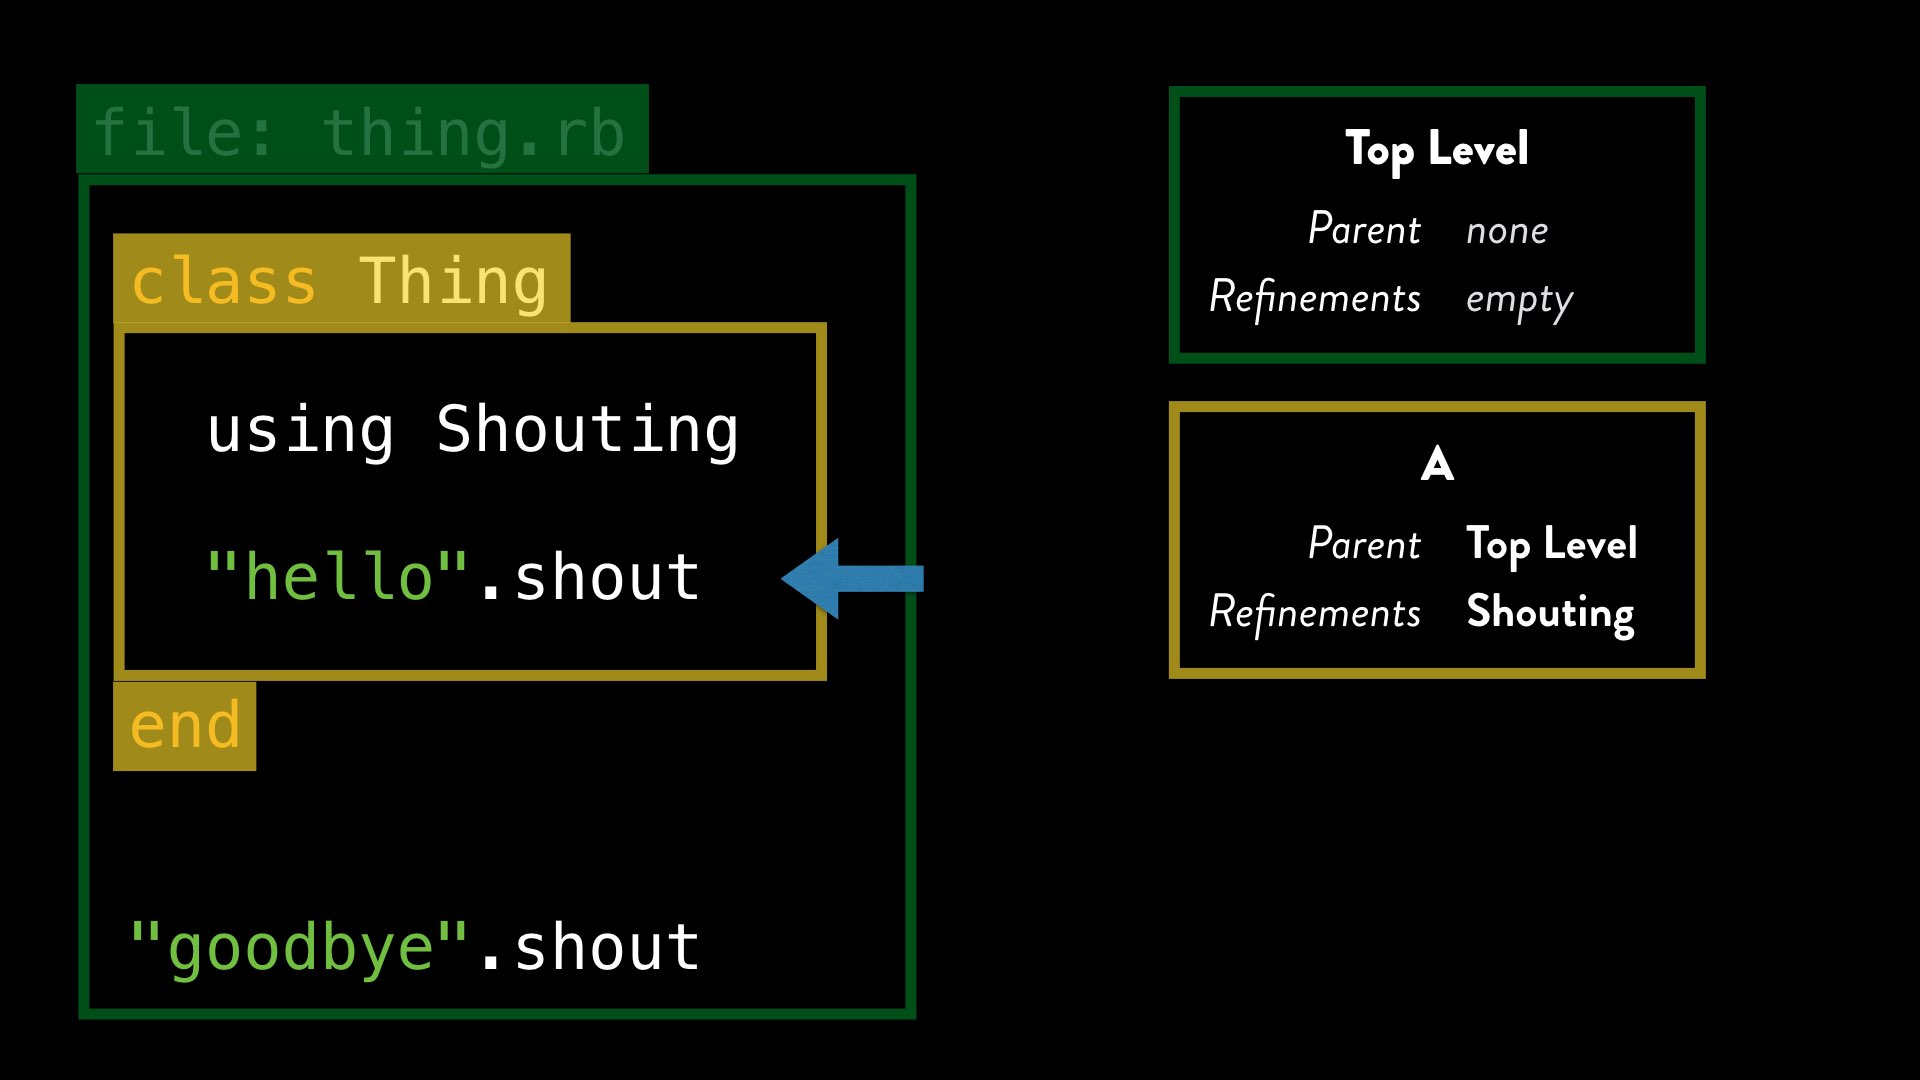 file: thing.rb
class Thing
using Shouting
"hello".shout
end
"goodbye".shout
Top Level
Parent none
Refinements empty
A
Parent Top Level
Refinements Shouting